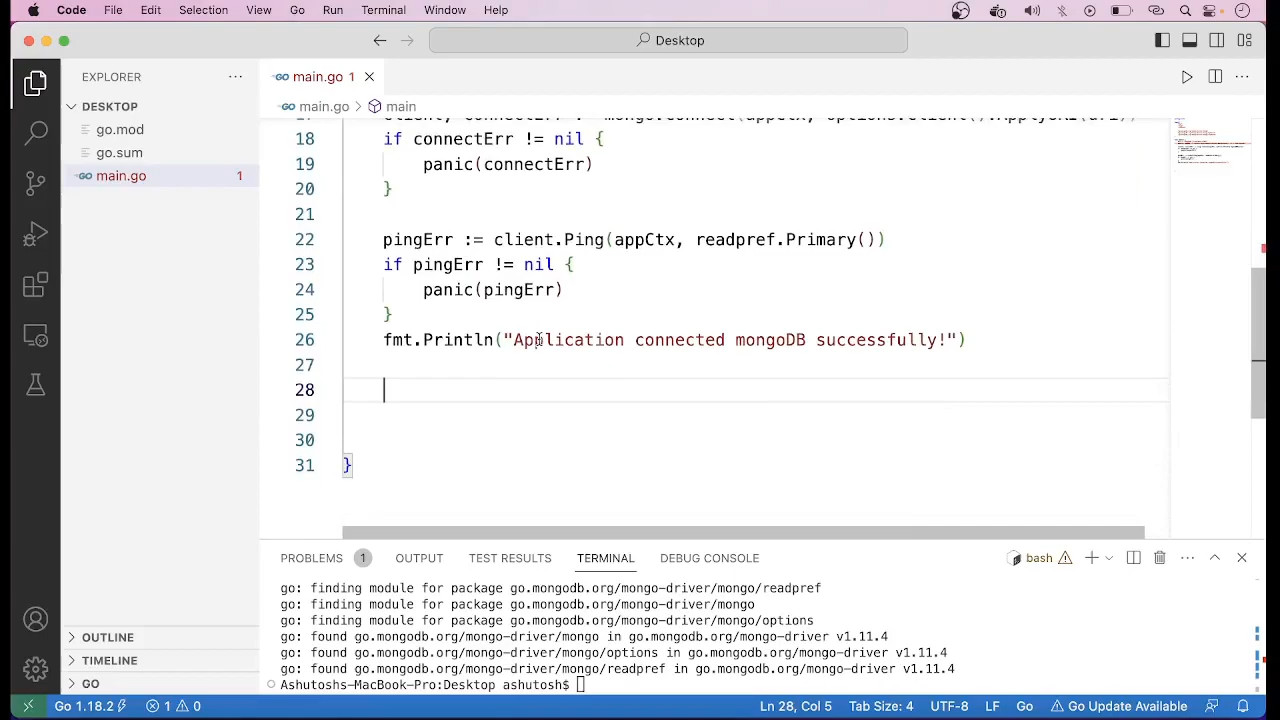 Code File Edit Selection View Go Run Terminal Window Help
Desktop
EXPLORER
main.go 1
DESKTOP
main.go > main
go.mod
go.sum
main.go 1
18 if connectErr != nil {
19 panic(connectErr)
20 }
21
22 pingErr := client.Ping(appCtx, readpref.Primary())
23 if pingErr != nil {
24 panic(pingErr)
25 }
26 fmt.Println("Application connected mongoDB successfully!")
27
28
29
30
31 }
PROBLEMS 1 OUTPUT TEST RESULTS TERMINAL DEBUG CONSOLE
bash
go: finding module for package go.mongodb.org/mongo-driver/mongo/readpref
go: finding module for package go.mongodb.org/mongo-driver/mongo
go: finding module for package go.mongodb.org/mongo-driver/mongo/options
go: found go.mongodb.org/mongo-driver/mongo in go.mongodb.org/mongo-driver v1.11.4
go: found go.mongodb.org/mongo-driver/mongo/options in go.mongodb.org/mongo-driver v1.11.4
go: found go.mongodb.org/mongo-driver/mongo/readpref in go.mongodb.org/mongo-driver v1.11.4
Ashutoshs-MacBook-Pro:Desktop ashutosh$
OUTLINE
TIMELINE
GO
Go 1.18.2 1 0 Ln 28, Col 5 Tab Size: 4 UTF-8 LF Go Go Update Available